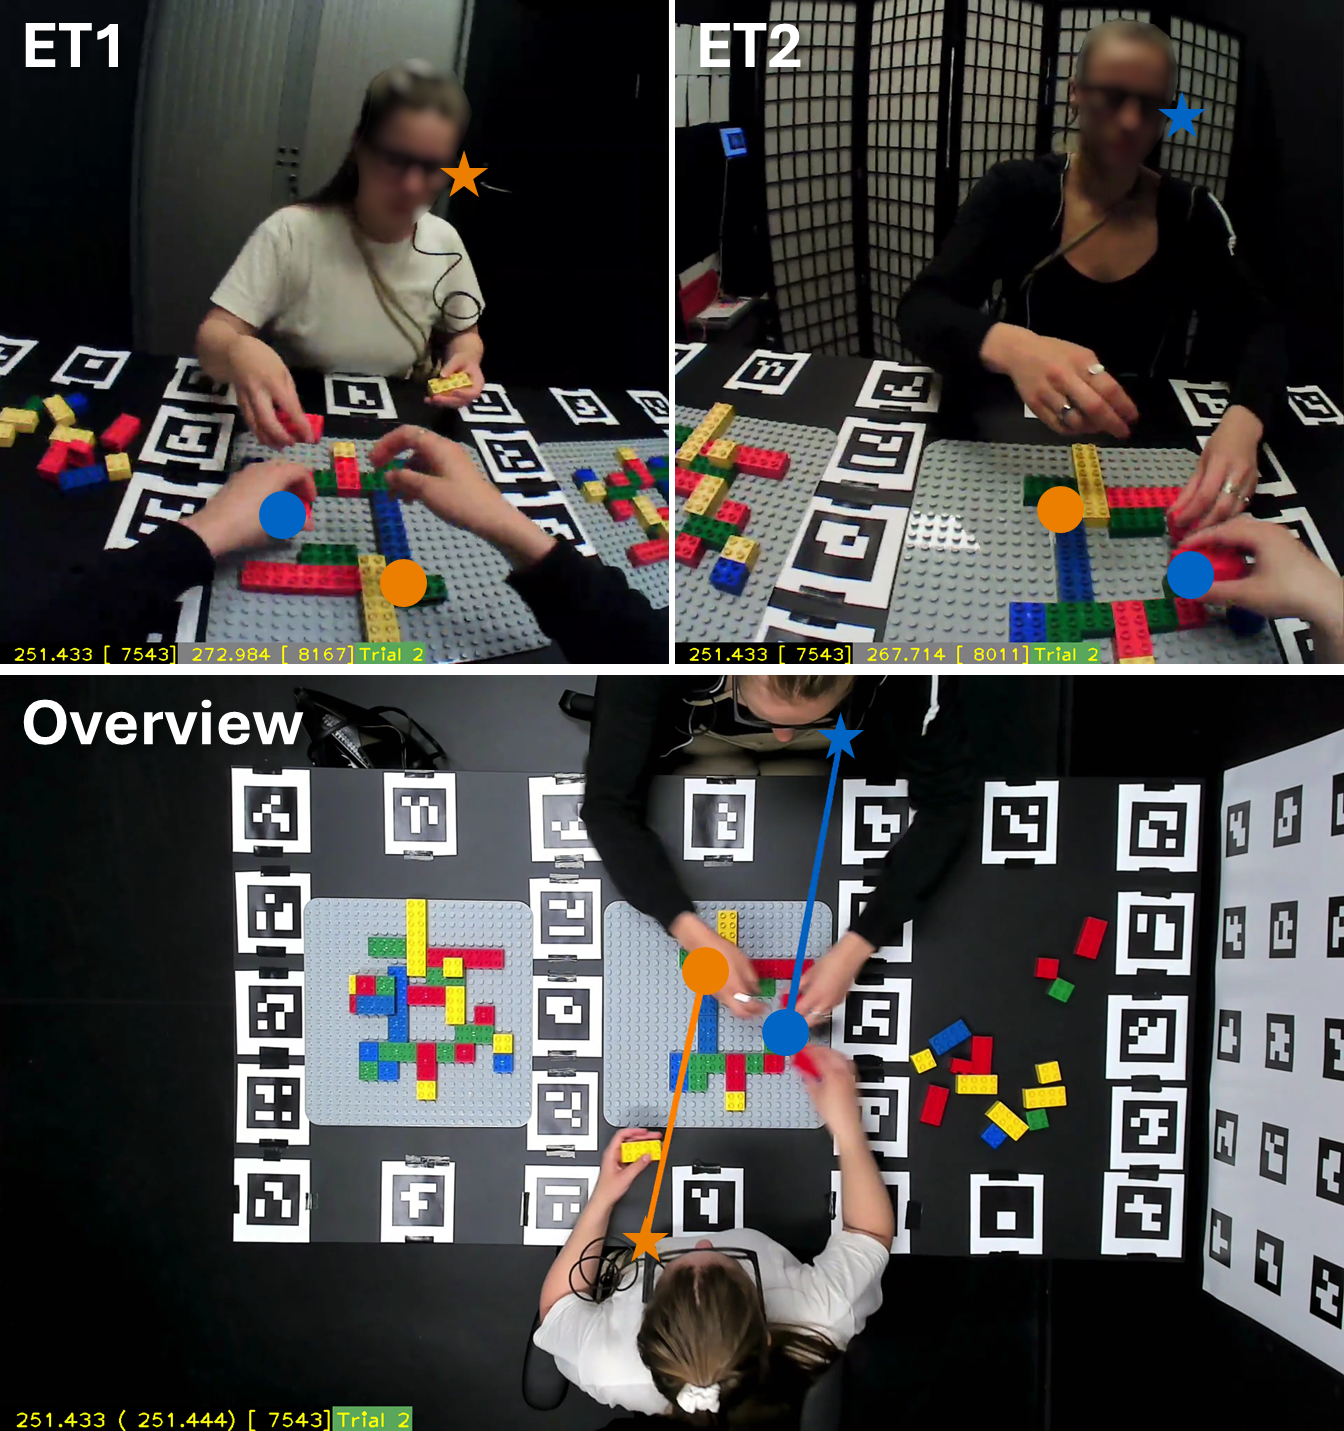 ET1
ET2
251.433 [ 7543] 272.984 [ 8167] Trial 2
251.433 [ 7543] 267.714 [ 8011] Trial 2
Overview
251.433 ( 251.444) [ 7543] Trial 2